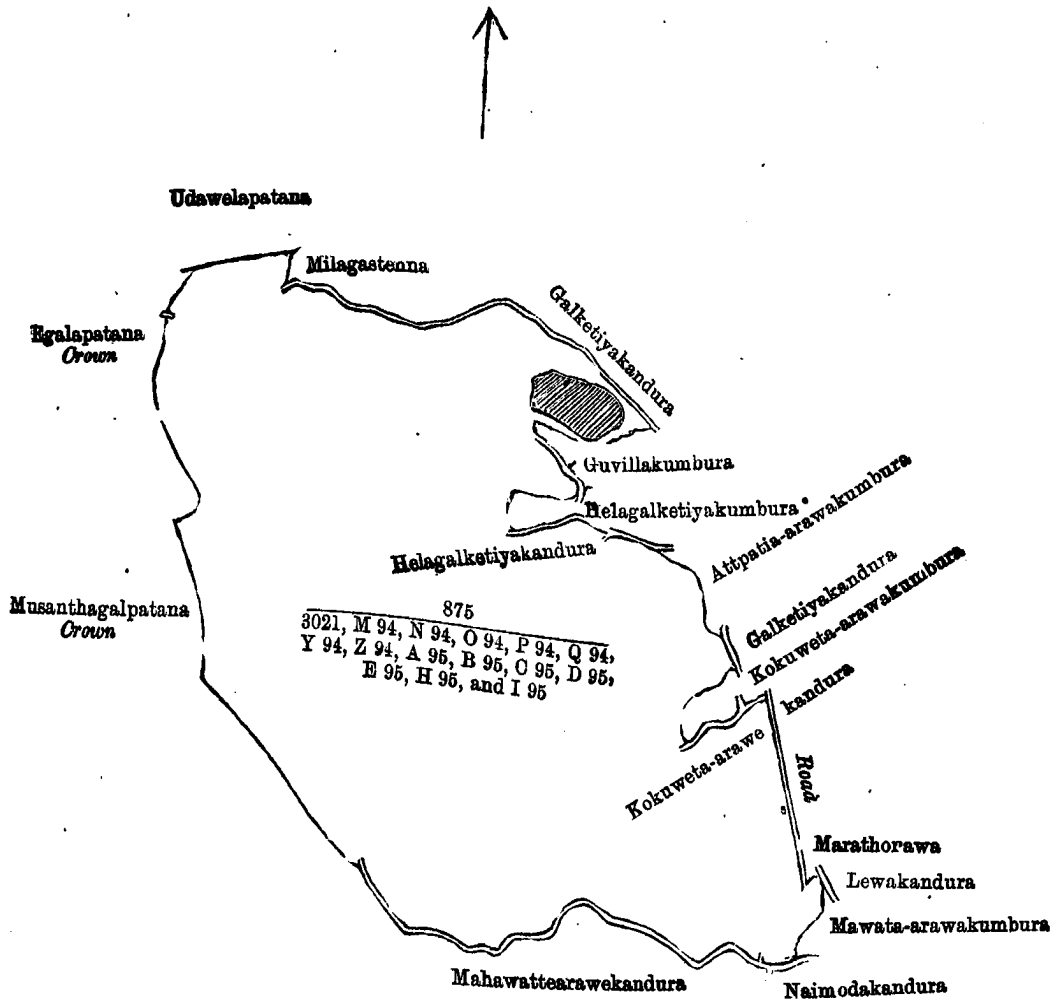 Udawelapatana
Milagastenna
Galketiyakandura
Egalapatana
Crown
Guvillakumbura
Helagalketiyakumbura
Attpatia-arawakumbura
Helagalketiyakandura
Galketiyakandura
Kokuweta-arawakumbura
Musanthagalpatana
Crown
875
3021, M 94, N 94, O 94, P 94, Q 94,
Y 94, Z 94, A 95, B 95, C 95, D 95,
E 95, H 95, and I 95
Kokuweta-arawe kandura
Road
Marathorawa
Lewakandura
Mawata-arawakumbura
Mahawattearawekandura
Naimodakandura